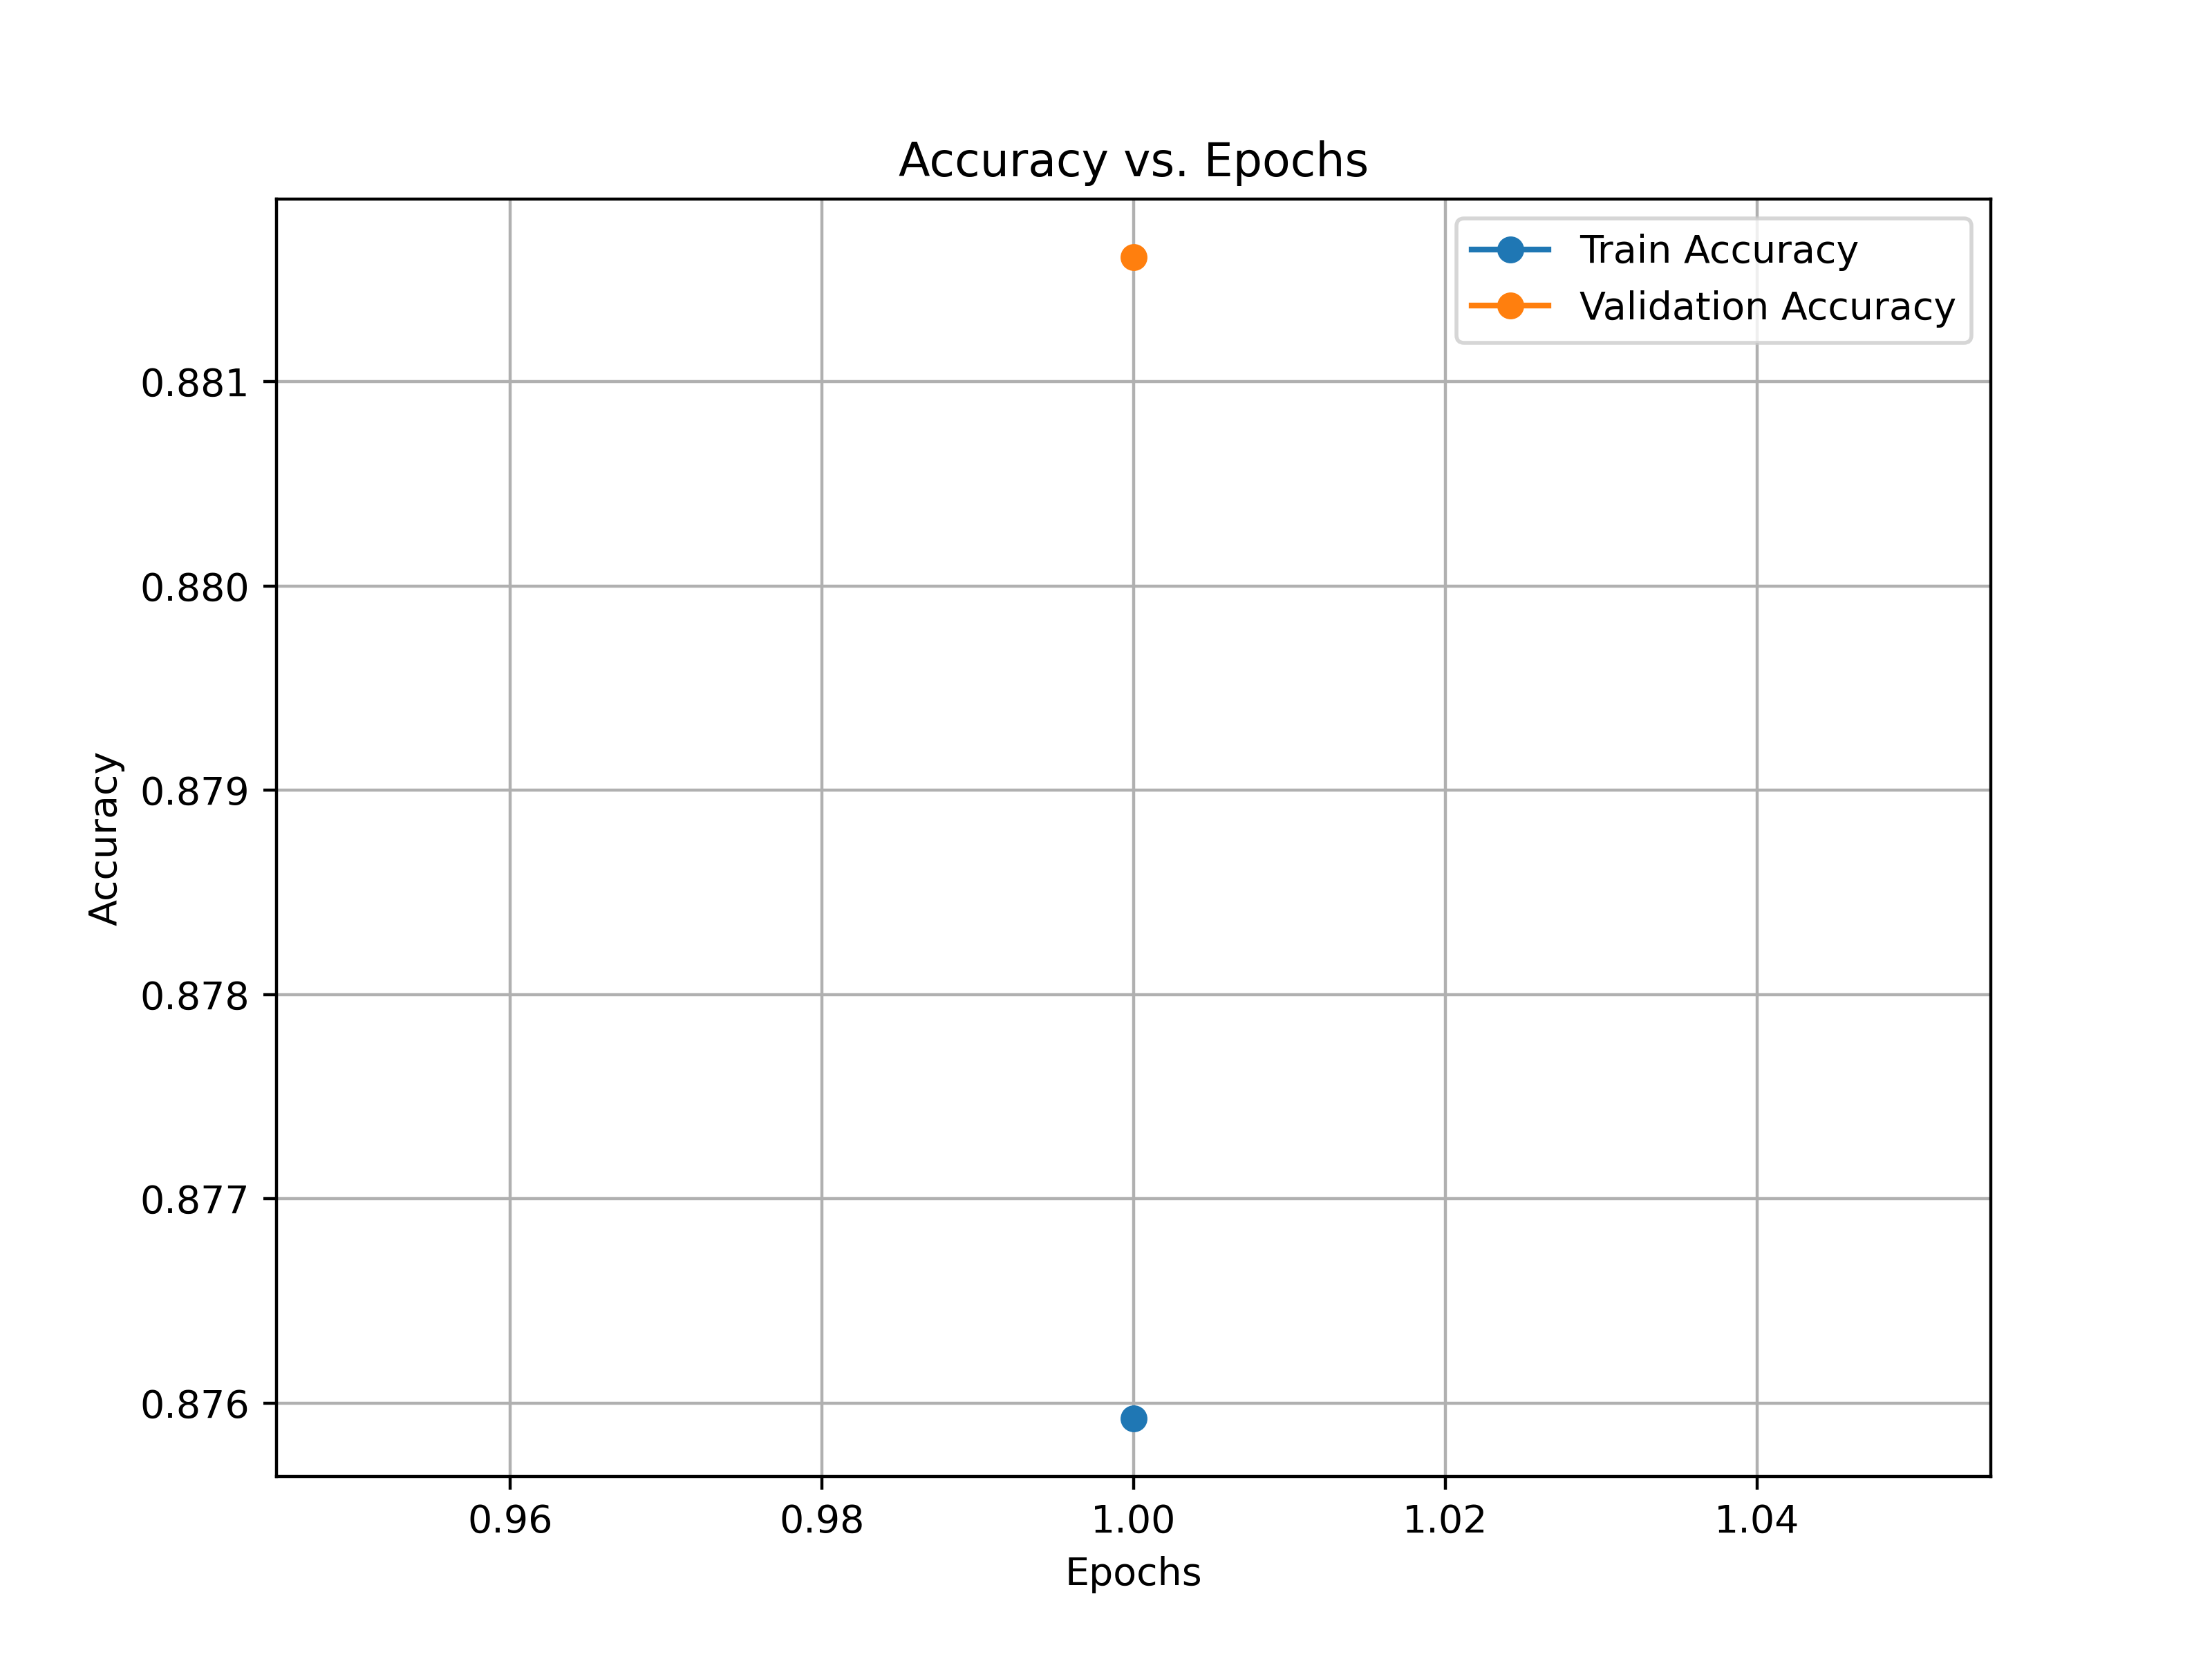 Accuracy vs. Epochs
Train Accuracy
Validation Accuracy
0.881
0.880
0.879
0.878
0.877
0.876
Accuracy
0.96
0.98
1.00
1.02
1.04
Epochs